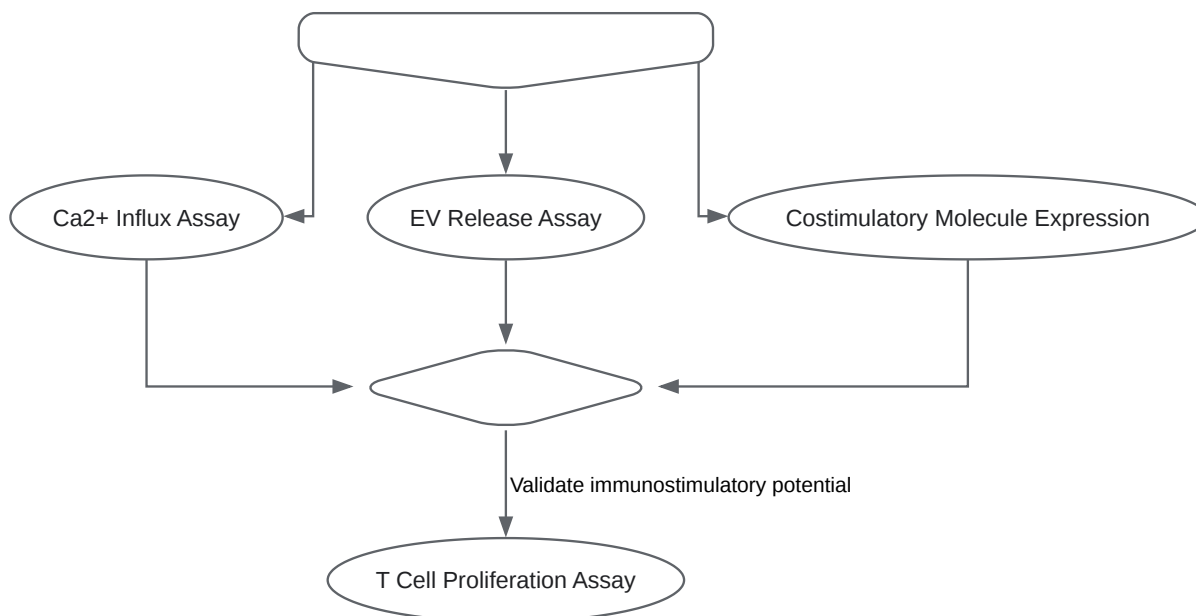 Ca2+ Influx Assay
EV Release Assay
Costimulatory Molecule Expression
Validate immunostimulatory potential
T Cell Proliferation Assay